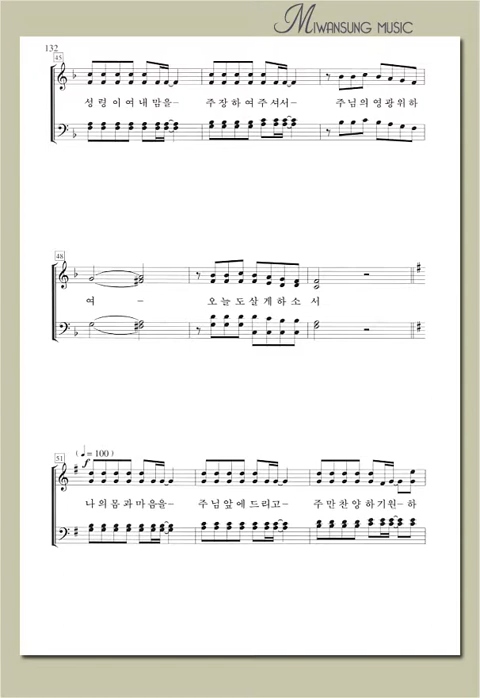 MIWANSUNG MUSIC
132
45
성 령 이 여 내 맘 을- 주 장 하 여 주 셔 서- 주 님 의 영 광 위 하
48
여 - 오 늘 도 살 게 하 소 서
51
(♩= 100 )
f
나 의 몸 과 마 음 을- 주 님 앞 에 드 리 고- 주 만 찬 양 하 기 원- 하